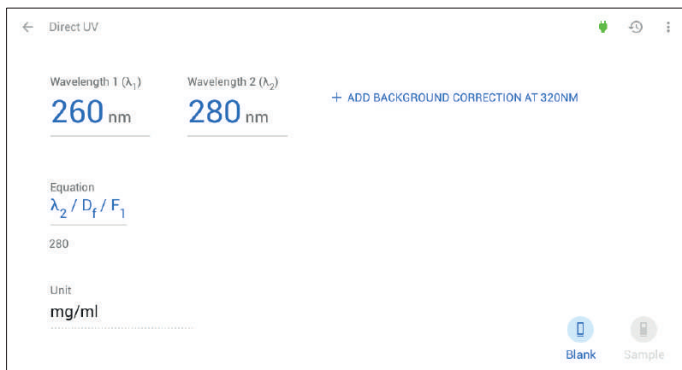 Direct UV
Wavelength 1 (λ₁)
Wavelength 2 (λ₂)
260 nm
280 nm
+ ADD BACKGROUND CORRECTION AT 320NM
Equation
λ₂ / D_f / F₁
280
Unit
mg/ml
Blank
Sample